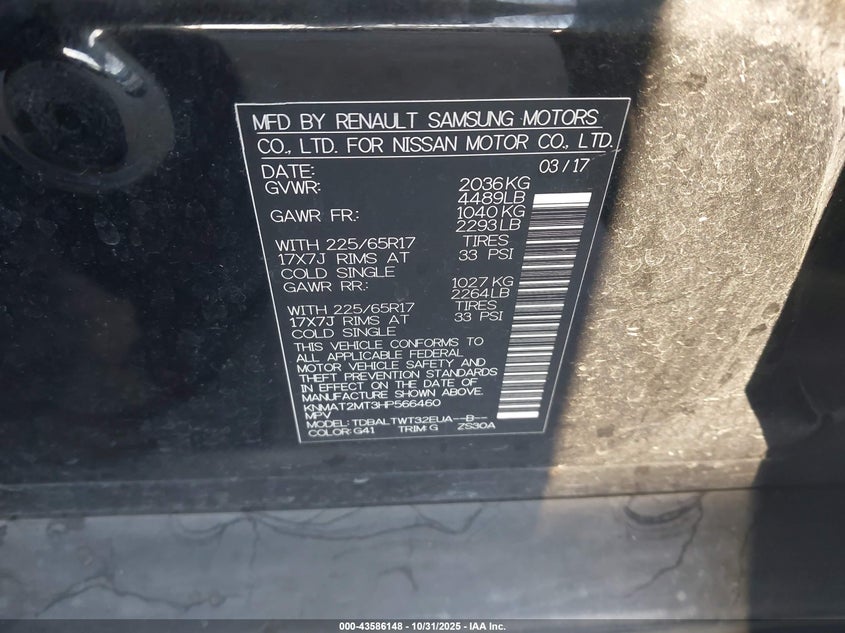 MFD BY RENAULT SAMSUNG MOTORS
CO., LTD. FOR NISSAN MOTOR CO., LTD.
DATE: 03/17
GVWR: 2036KG
4489LB
GAWR FR.: 1040KG
2293LB
WITH 225/65R17 TIRES
17X7J RIMS AT 33 PSI
COLD SINGLE
GAWR RR.: 1027KG
2264LB
WITH 225/65R17 TIRES
17X7J RIMS AT 33 PSI
COLD SINGLE
THIS VEHICLE CONFORMS TO
ALL APPLICABLE FEDERAL
MOTOR VEHICLE SAFETY AND
THEFT PREVENTION STANDARDS
IN EFFECT ON THE DATE OF
MANUFACTURE SHOWN ABOVE.
KNMAT2MT3HP566460
MPV
MODEL: TDBALTWT32EUA--B--
COLOR: G41 TRIM: G ZS30A
000-43586148 - 10/31/2025 - IAA Inc.